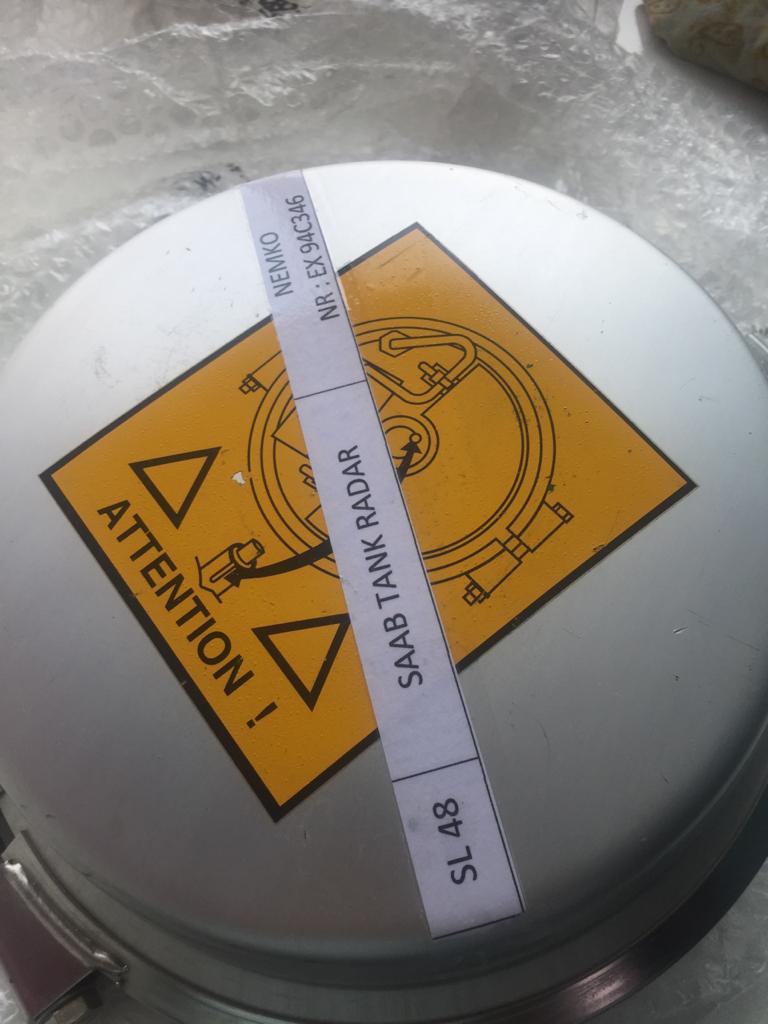 NEMKO
NR : EX 94C346
SAAB TANK RADAR
SL 48
ATTENTION !